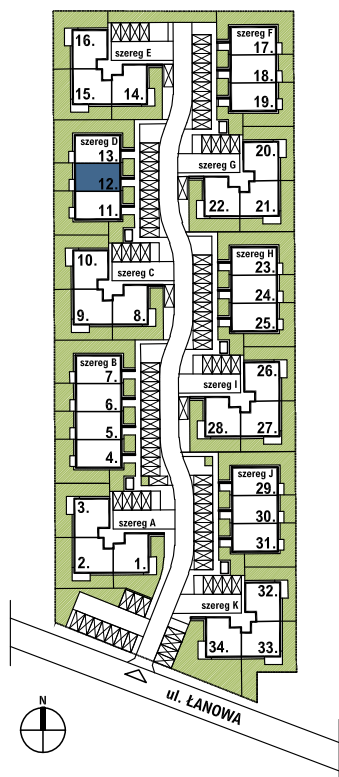 16.
szereg E
15.
14.
szereg F
17.
18.
19.
szereg D
13.
12.
11.
20.
szereg G
22.
21.
10.
szereg C
9.
8.
szereg H
23.
24.
25.
szereg B
7.
6.
5.
4.
26.
szereg I
28.
27.
3.
szereg A
2.
1.
szereg J
29.
30.
31.
32.
szereg K
34.
33.
ul. ŁANOWA
N